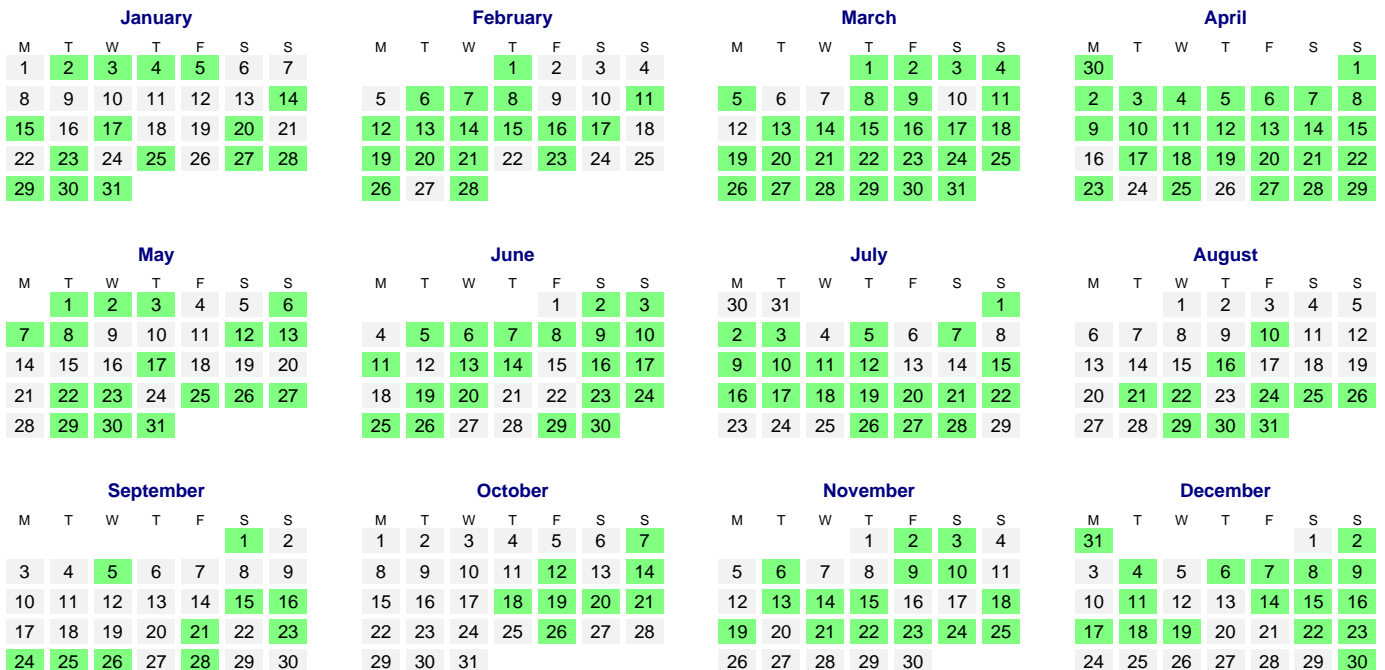 January February March April
M T W T F S S M T W T F S S M T W T F S S M T W T F S S
1 2 3 4 5 6 7 1 2 3 4 1 2 3 4 30 1
8 9 10 11 12 13 14 5 6 7 8 9 10 11 5 6 7 8 9 10 11 2 3 4 5 6 7 8
15 16 17 18 19 20 21 12 13 14 15 16 17 18 12 13 14 15 16 17 18 9 10 11 12 13 14 15
22 23 24 25 26 27 28 19 20 21 22 23 24 25 19 20 21 22 23 24 25 16 17 18 19 20 21 22
29 30 31 26 27 28 26 27 28 29 30 31 23 24 25 26 27 28 29
May June July August
M T W T F S S M T W T F S S M T W T F S S M T W T F S S
1 2 3 4 5 6 1 2 3 30 31 1 1 2 3 4 5
7 8 9 10 11 12 13 4 5 6 7 8 9 10 2 3 4 5 6 7 8 6 7 8 9 10 11 12
14 15 16 17 18 19 20 11 12 13 14 15 16 17 9 10 11 12 13 14 15 13 14 15 16 17 18 19
21 22 23 24 25 26 27 18 19 20 21 22 23 24 16 17 18 19 20 21 22 20 21 22 23 24 25 26
28 29 30 31 25 26 27 28 29 30 23 24 25 26 27 28 29 27 28 29 30 31
September October November December
M T W T F S S M T W T F S S M T W T F S S M T W T F S S
1 2 1 2 3 4 5 6 7 1 2 3 4 31 1 2
3 4 5 6 7 8 9 8 9 10 11 12 13 14 5 6 7 8 9 10 11 3 4 5 6 7 8 9
10 11 12 13 14 15 16 15 16 17 18 19 20 21 12 13 14 15 16 17 18 10 11 12 13 14 15 16
17 18 19 20 21 22 23 22 23 24 25 26 27 28 19 20 21 22 23 24 25 17 18 19 20 21 22 23
24 25 26 27 28 29 30 29 30 31 26 27 28 29 30 24 25 26 27 28 29 30